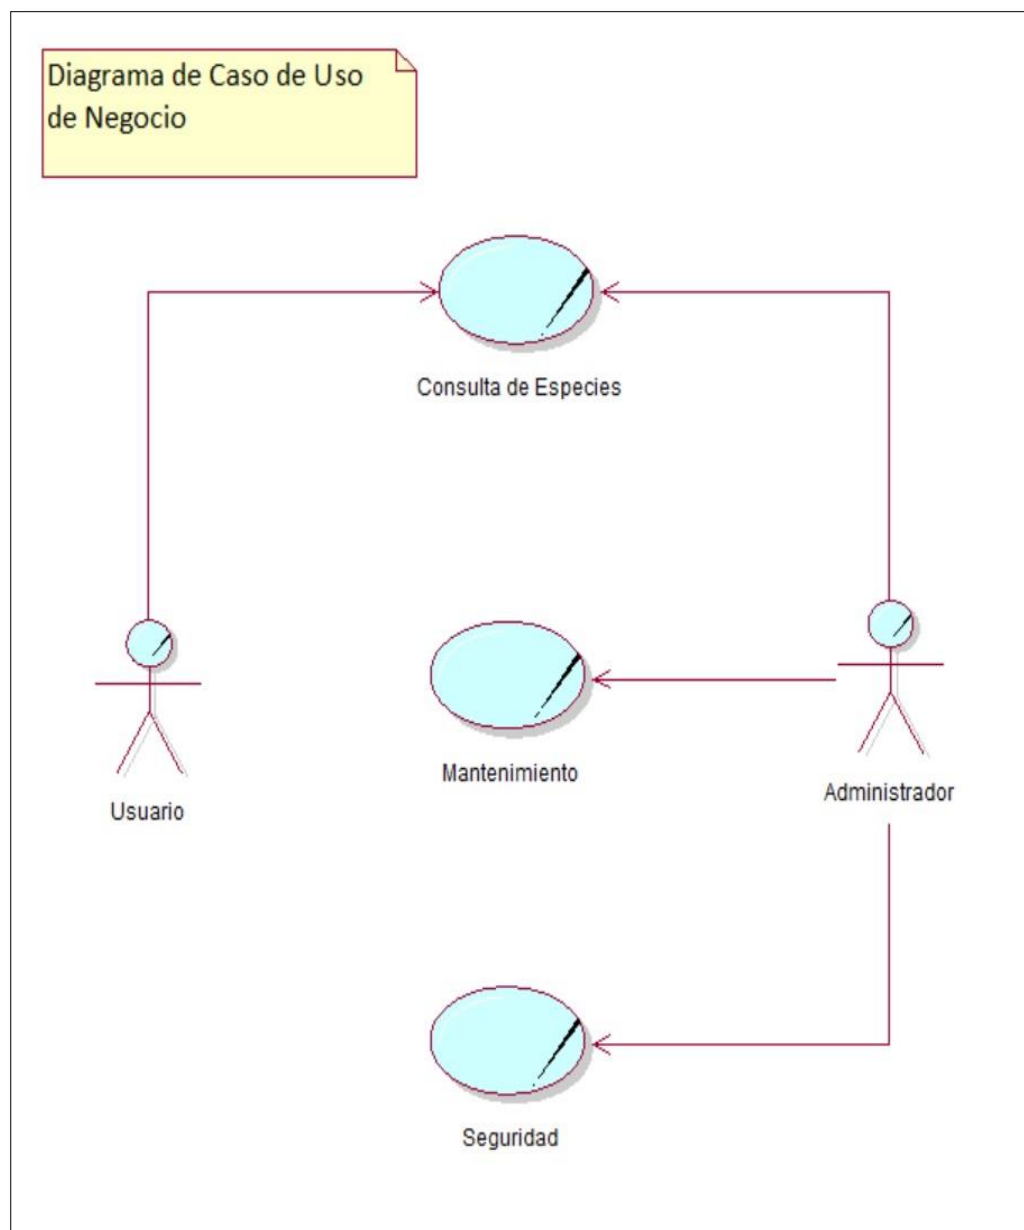 Diagrama de Caso de Uso
de Negocio
Consulta de Especies
Mantenimiento
Usuario
Administrador
Seguridad